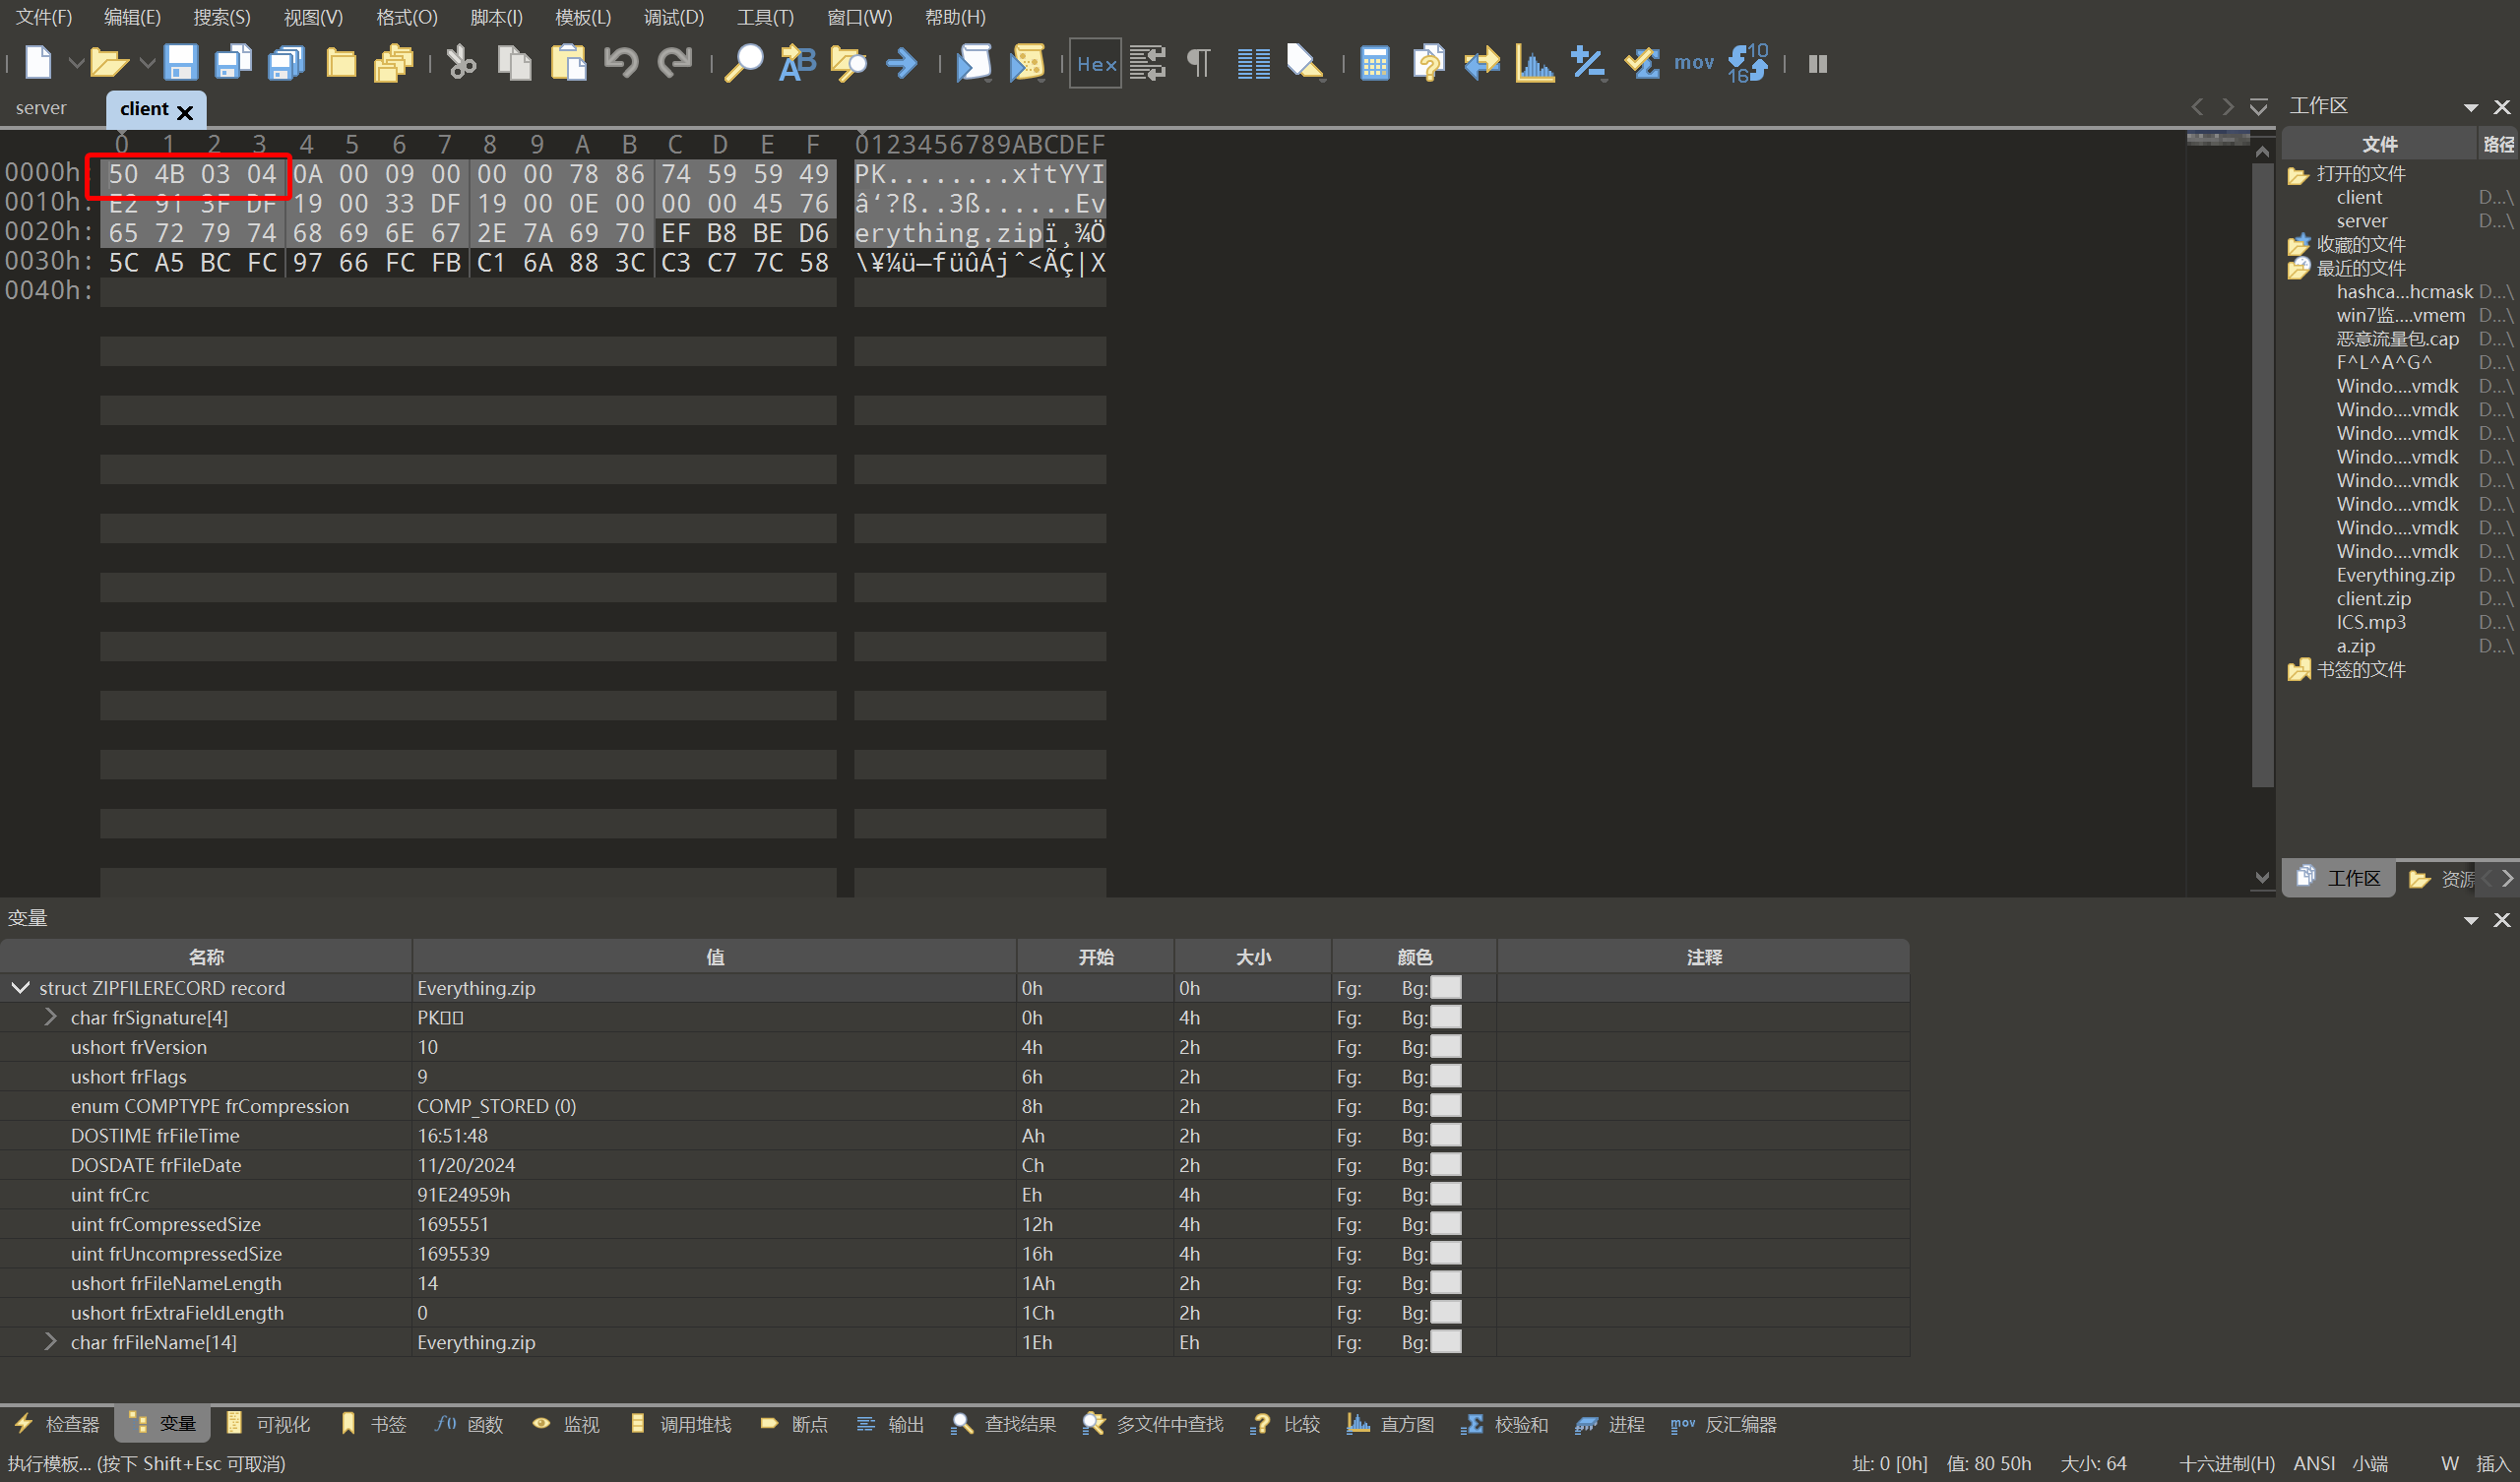 文件(F) 编辑(E) 搜索(S) 视图(V) 格式(O) 脚本(I) 模板(L) 调试(D) 工具(T) 窗口(W) 帮助(H)
Hex mov 10 16
server client
0 1 2 3 4 5 6 7 8 9 A B C D E F 0123456789ABCDEF
0000h: 50 4B 03 04 0A 00 09 00 00 00 78 86 74 59 59 49 PK........x†tYYI
0010h: E2 91 3F DF 19 00 33 DF 19 00 0E 00 00 00 45 76 â‘?ß..3ß......Ev
0020h: 65 72 79 74 68 69 6E 67 2E 7A 69 70 EF B8 BE D6 erything.zipï¸¾Ö
0030h: 5C A5 BC FC 97 66 FC FB C1 6A 88 3C C3 C7 7C 58 \¥¼ü—füûÁjˆ<ÃÇ|X
0040h:
工作区
文件 路径
打开的文件
client D...\
server D...\
收藏的文件
最近的文件
hashca...hcmask D...\
win7监....vmem D...\
恶意流量包.cap D...\
F^L^A^G^ D...\
Windo....vmdk D...\
Windo....vmdk D...\
Windo....vmdk D...\
Windo....vmdk D...\
Windo....vmdk D...\
Windo....vmdk D...\
Windo....vmdk D...\
Windo....vmdk D...\
Everything.zip D...\
client.zip D...\
ICS.mp3 D...\
a.zip D...\
书签的文件
工作区 资源
变量
名称 值 开始 大小 颜色 注释
struct ZIPFILERECORD record Everything.zip 0h 0h Fg: Bg:
char frSignature[4] PK 0h 4h Fg: Bg:
ushort frVersion 10 4h 2h Fg: Bg:
ushort frFlags 9 6h 2h Fg: Bg:
enum COMPTYPE frCompression COMP_STORED (0) 8h 2h Fg: Bg:
DOSTIME frFileTime 16:51:48 Ah 2h Fg: Bg:
DOSDATE frFileDate 11/20/2024 Ch 2h Fg: Bg:
uint frCrc 91E24959h Eh 4h Fg: Bg:
uint frCompressedSize 1695551 12h 4h Fg: Bg:
uint frUncompressedSize 1695539 16h 4h Fg: Bg:
ushort frFileNameLength 14 1Ah 2h Fg: Bg:
ushort frExtraFieldLength 0 1Ch 2h Fg: Bg:
char frFileName[14] Everything.zip 1Eh Eh Fg: Bg:
检查器 变量 可视化 书签 f() 函数 监视 调用堆栈 断点 输出 查找结果 多文件中查找 比较 直方图 校验和 进程 mov 反汇编器
执行模板... (按下 Shift+Esc 可取消) 址: 0 [0h] 值: 80 50h 大小: 64 十六进制(H) ANSI 小端 W 插入